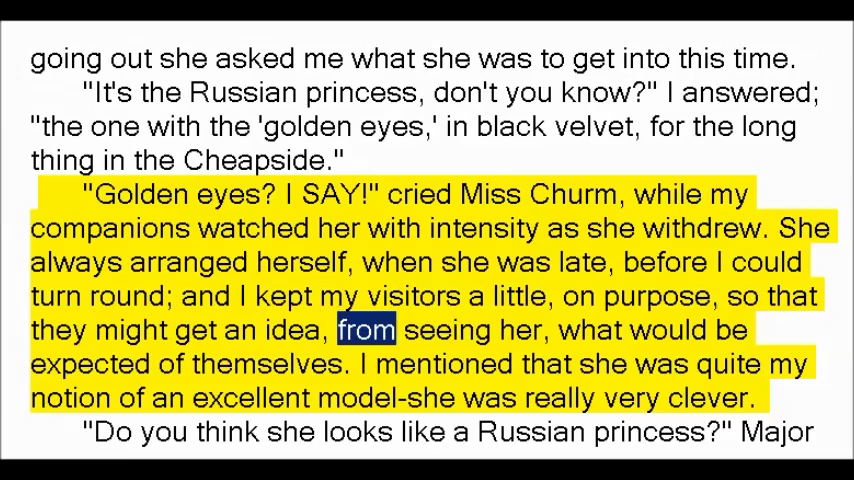 going out she asked me what she was to get into this time.
"It's the Russian princess, don't you know?" I answered;
"the one with the 'golden eyes,' in black velvet, for the long
thing in the Cheapside."
"Golden eyes? I SAY!" cried Miss Churm, while my
companions watched her with intensity as she withdrew. She
always arranged herself, when she was late, before I could
turn round; and I kept my visitors a little, on purpose, so that
they might get an idea, from seeing her, what would be
expected of themselves. I mentioned that she was quite my
notion of an excellent model-she was really very clever.
"Do you think she looks like a Russian princess?" Major